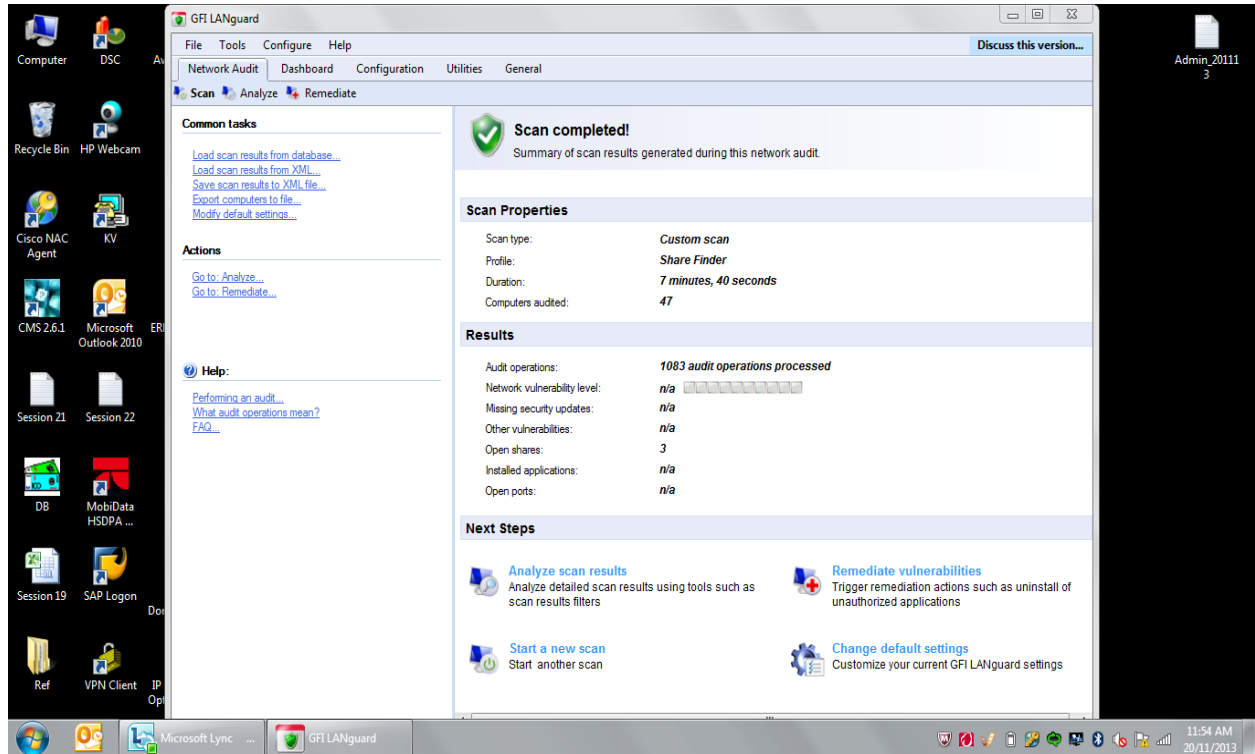 GFI LANguard
File Tools Configure Help
Discuss this version...
Network Audit Dashboard Configuration Utilities General
Scan Analyze Remediate
Common tasks
Load scan results from database...
Load scan results from XML...
Save scan results to XML file...
Export computers to file...
Modify default settings...
Actions
Go to: Analyze...
Go to: Remediate...
Help:
Performing an audit...
What audit operations mean?
FAQ...
Scan completed!
Summary of scan results generated during this network audit.
Scan Properties
Scan type: Custom scan
Profile: Share Finder
Duration: 7 minutes, 40 seconds
Computers audited: 47
Results
Audit operations: 1083 audit operations processed
Network vulnerability level: n/a
Missing security updates: n/a
Other vulnerabilities: n/a
Open shares: 3
Installed applications: n/a
Open ports: n/a
Next Steps
Analyze scan results
Analyze detailed scan results using tools such as
scan results filters
Remediate vulnerabilities
Trigger remediation actions such as uninstall of
unauthorized applications
Start a new scan
Start another scan
Change default settings
Customize your current GFI LANguard settings
Computer
DSC
Av
Recycle Bin
HP Webcam
Cisco NAC
Agent
KV
CMS 2.6.1
Microsoft
Outlook 2010
ERI
Session 21
Session 22
DB
MobiData
HSDPA ...
Session 19
SAP Logon
Dor
Ref
VPN Client
IP
Opt
Admin_20111
3
Microsoft Lync ...
GFI LANguard
11:54 AM
20/11/2013